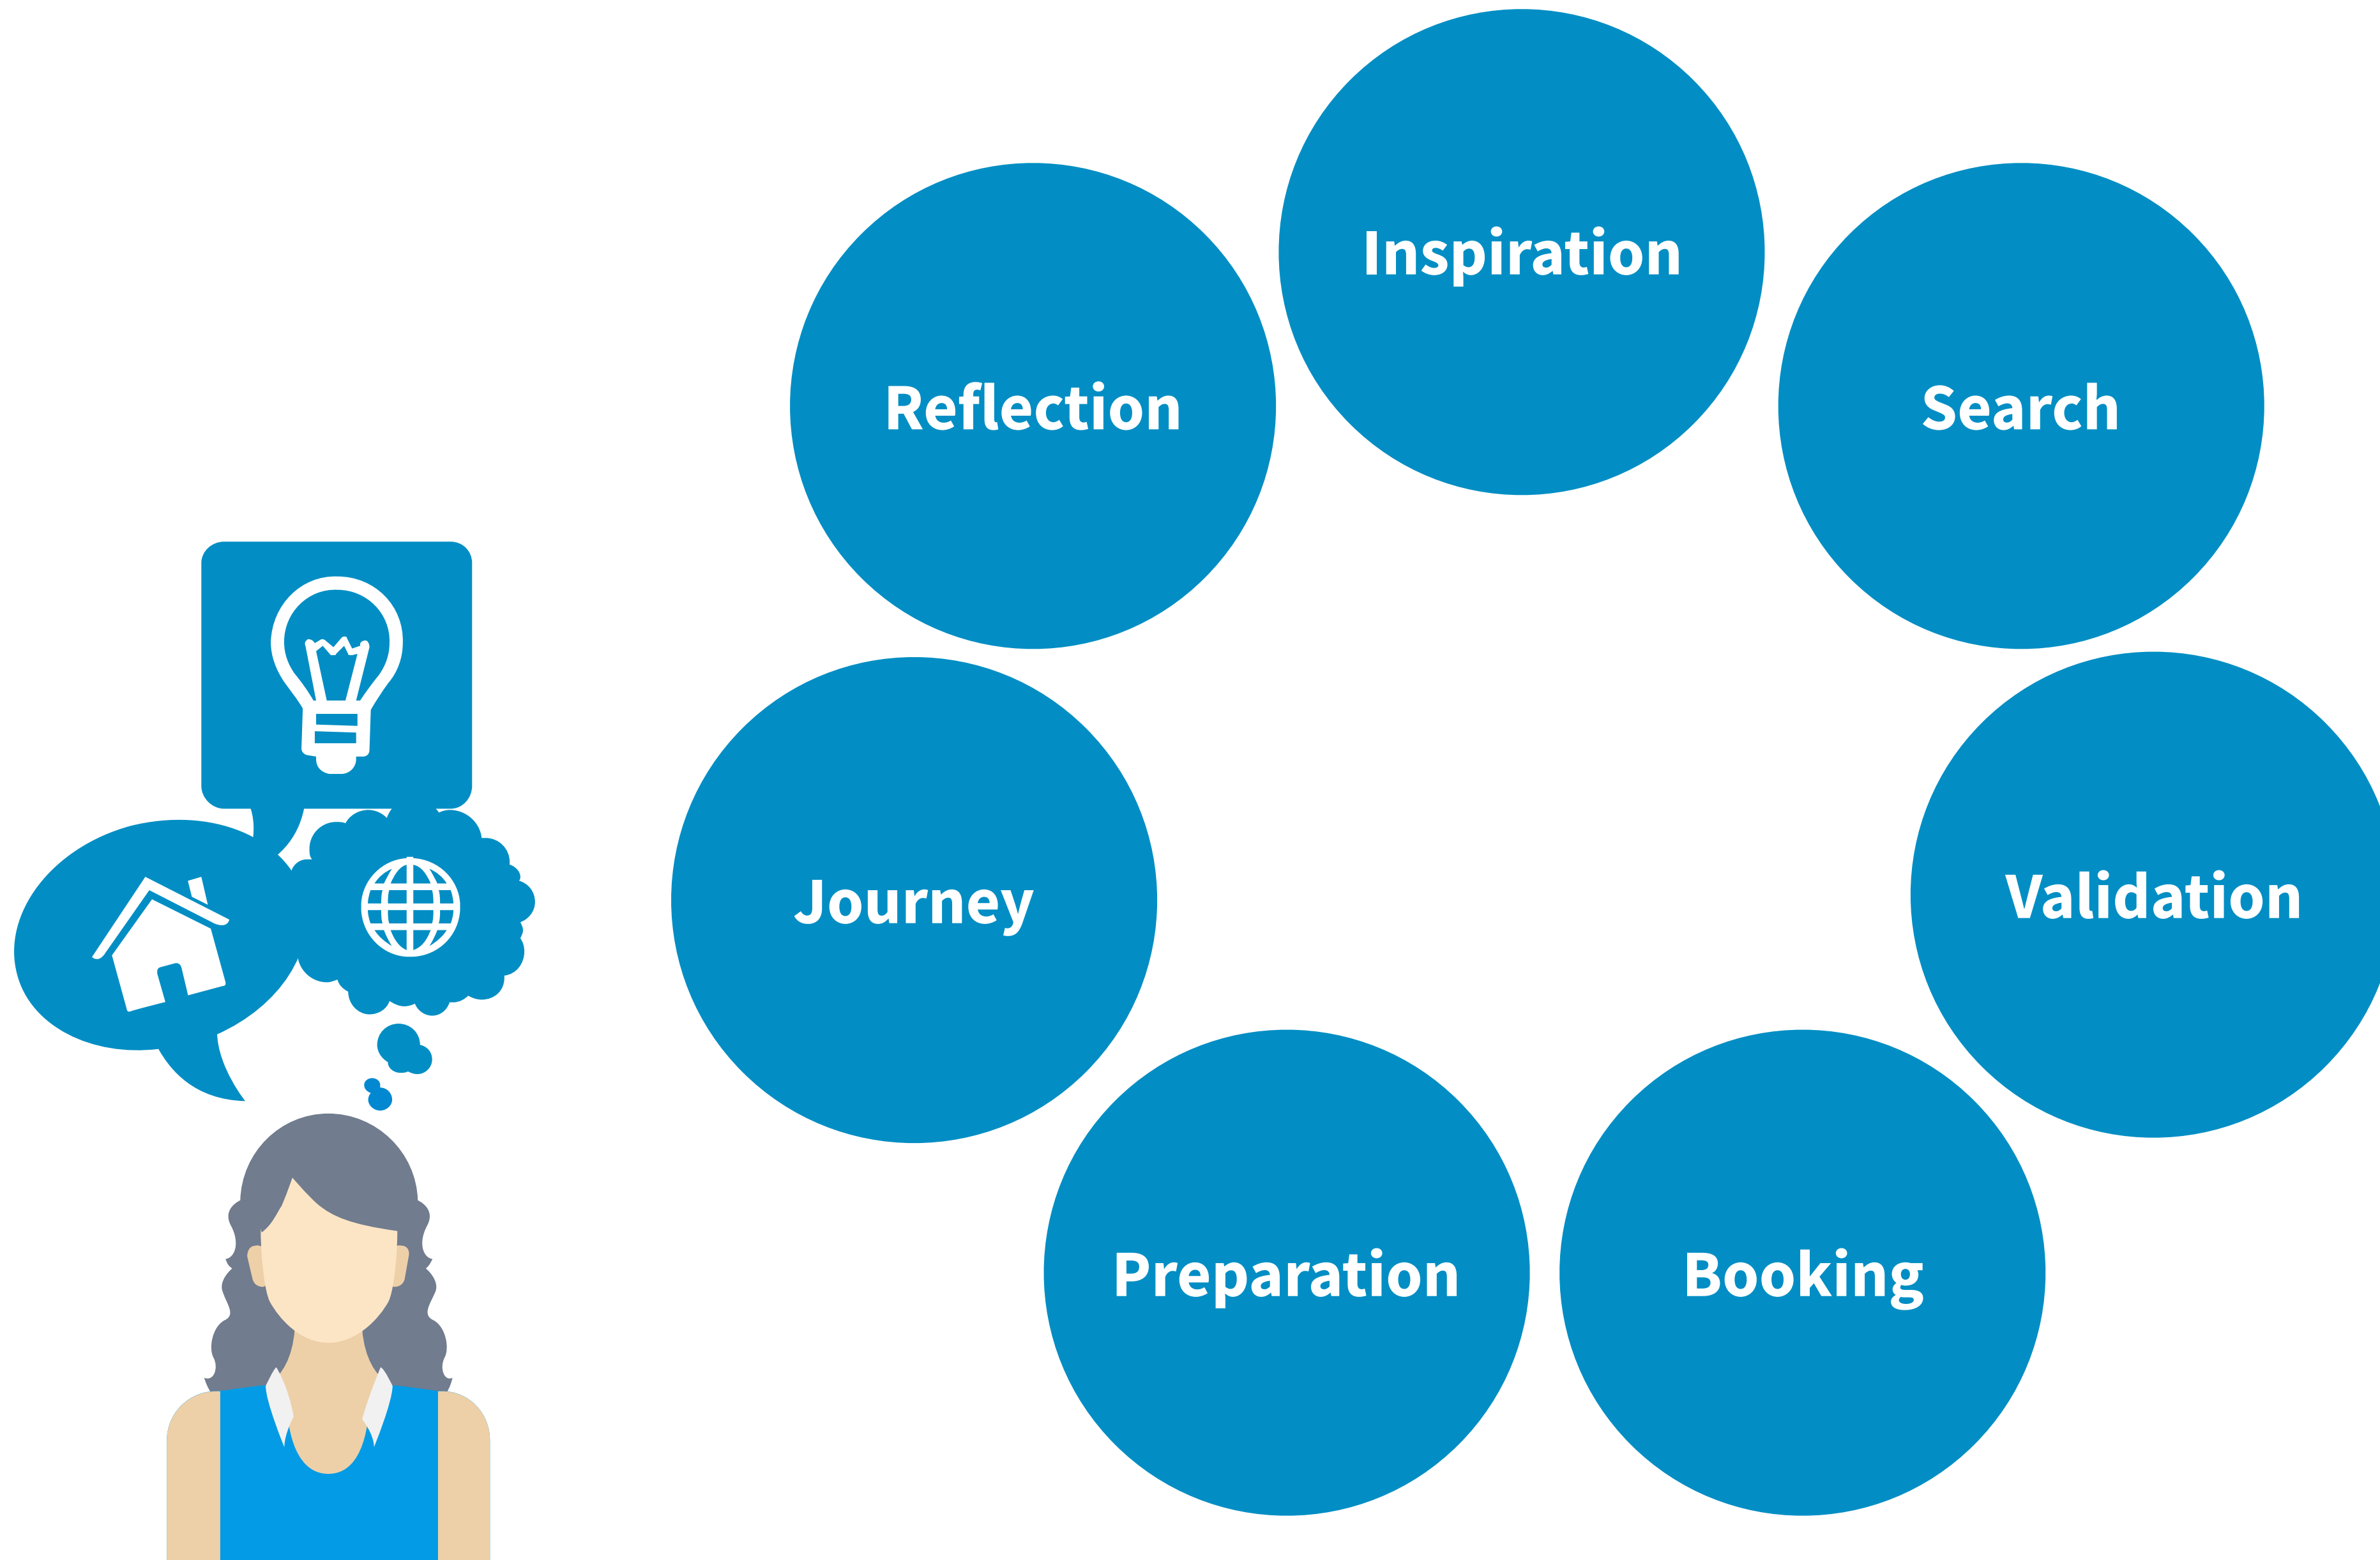 Inspiration
Search
Validation
Booking
Preparation
Journey
Reflection